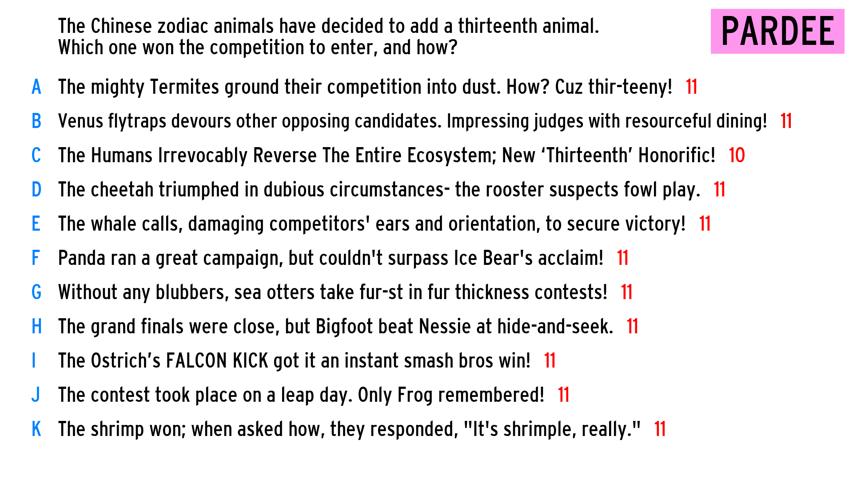 The Chinese zodiac animals have decided to add a thirteenth animal.
Which one won the competition to enter, and how?
PARDEE
A The mighty Termites ground their competition into dust. How? Cuz thir-teeny! 11
B Venus flytraps devours other opposing candidates. Impressing judges with resourceful dining! 11
C The Humans Irrevocably Reverse The Entire Ecosystem; New ‘Thirteenth’ Honorific! 10
D The cheetah triumphed in dubious circumstances- the rooster suspects fowl play. 11
E The whale calls, damaging competitors' ears and orientation, to secure victory! 11
F Panda ran a great campaign, but couldn't surpass Ice Bear's acclaim! 11
G Without any blubbers, sea otters take fur-st in fur thickness contests! 11
H The grand finals were close, but Bigfoot beat Nessie at hide-and-seek. 11
I The Ostrich’s FALCON KICK got it an instant smash bros win! 11
J The contest took place on a leap day. Only Frog remembered! 11
K The shrimp won; when asked how, they responded, "It's shrimple, really." 11